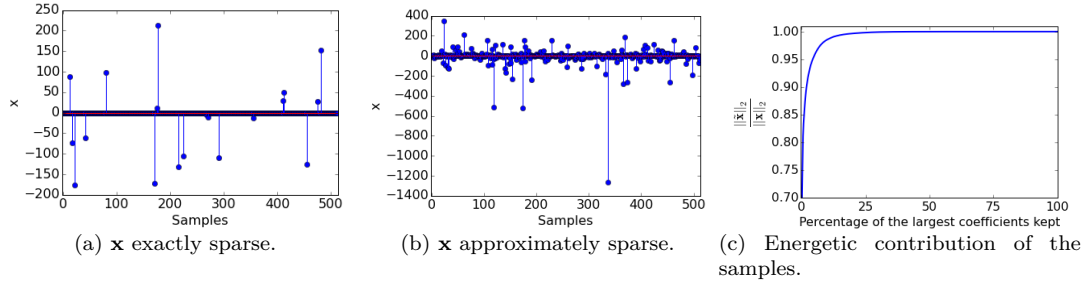 250
200
150
100
50
0
−50
−100
−150
−200
x
0 100 200 300 400 500
Samples
(a) x exactly sparse.
400
200
0
−200
−400
−600
−800
−1000
−1200
−1400
x
0 100 200 300 400 500
Samples
(b) x approximately sparse.
1.00
0.95
0.90
0.85
0.80
0.75
0.70
||x̃||₂
||x||₂
0 25 50 75 100
Percentage of the largest coefficients kept
(c) Energetic contribution of the
samples.